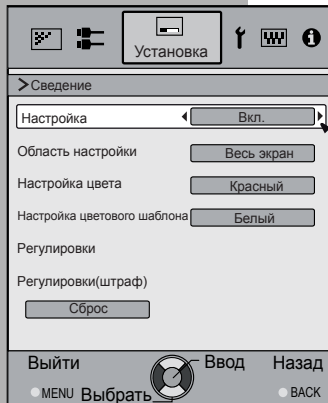 Установка
>Сведение
Настройка Вкл.
Область настройки Весь экран
Настройка цвета Красный
Настройка цветового шаблона Белый
Регулировки
Регулировки(штраф)
Сброс
Выйти Ввод Назад
MENU Выбрать BACK